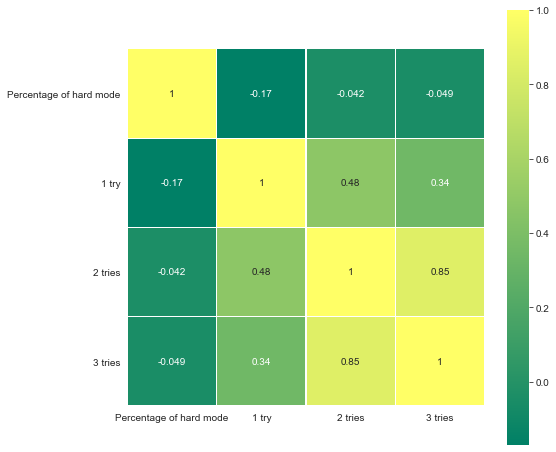 1.0
Percentage of hard mode 1 -0.17 -0.042 -0.049
0.8
0.6
1 try -0.17 1 0.48 0.34
0.4
2 tries -0.042 0.48 1 0.85
0.2
3 tries -0.049 0.34 0.85 1
0.0
Percentage of hard mode 1 try 2 tries 3 tries